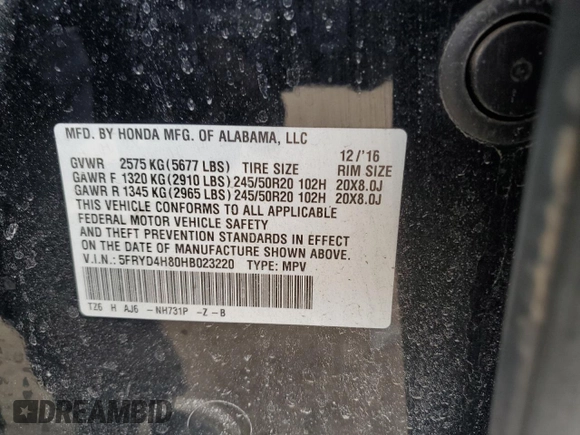 MFD. BY HONDA MFG. OF ALABAMA, LLC
12/'16
GVWR 2575 KG (5677 LBS) TIRE SIZE RIM SIZE
GAWR F 1320 KG (2910 LBS) 245/50R20 102H 20X8.0J
GAWR R 1345 KG (2965 LBS) 245/50R20 102H 20X8.0J
THIS VEHICLE CONFORMS TO ALL APPLICABLE
FEDERAL MOTOR VEHICLE SAFETY
AND THEFT PREVENTION STANDARDS IN EFFECT
ON THE DATE OF MANUFACTURE SHOWN ABOVE.
V.I.N.: 5FRYD4H80HB023220 TYPE: MPV
TZ6 H AJ6 -NH731P -Z -B
DREAMBID